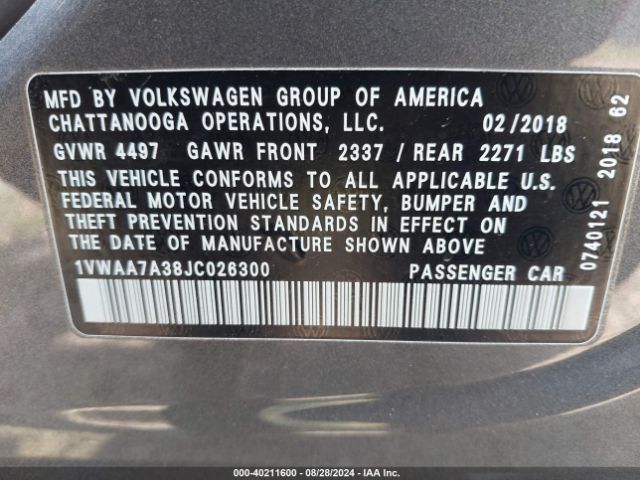 MFD BY VOLKSWAGEN GROUP OF AMERICA
CHATTANOOGA OPERATIONS, LLC. 02/2018
GVWR 4497 GAWR FRONT 2337 / REAR 2271 LBS
THIS VEHICLE CONFORMS TO ALL APPLICABLE U.S.
FEDERAL MOTOR VEHICLE SAFETY, BUMPER AND
THEFT PREVENTION STANDARDS IN EFFECT ON
THE DATE OF MANUFACTURE SHOWN ABOVE
1VWAA7A38JC026300 PASSENGER CAR
0740121 2018 62
000-40211600 - 08/28/2024 - IAA Inc.